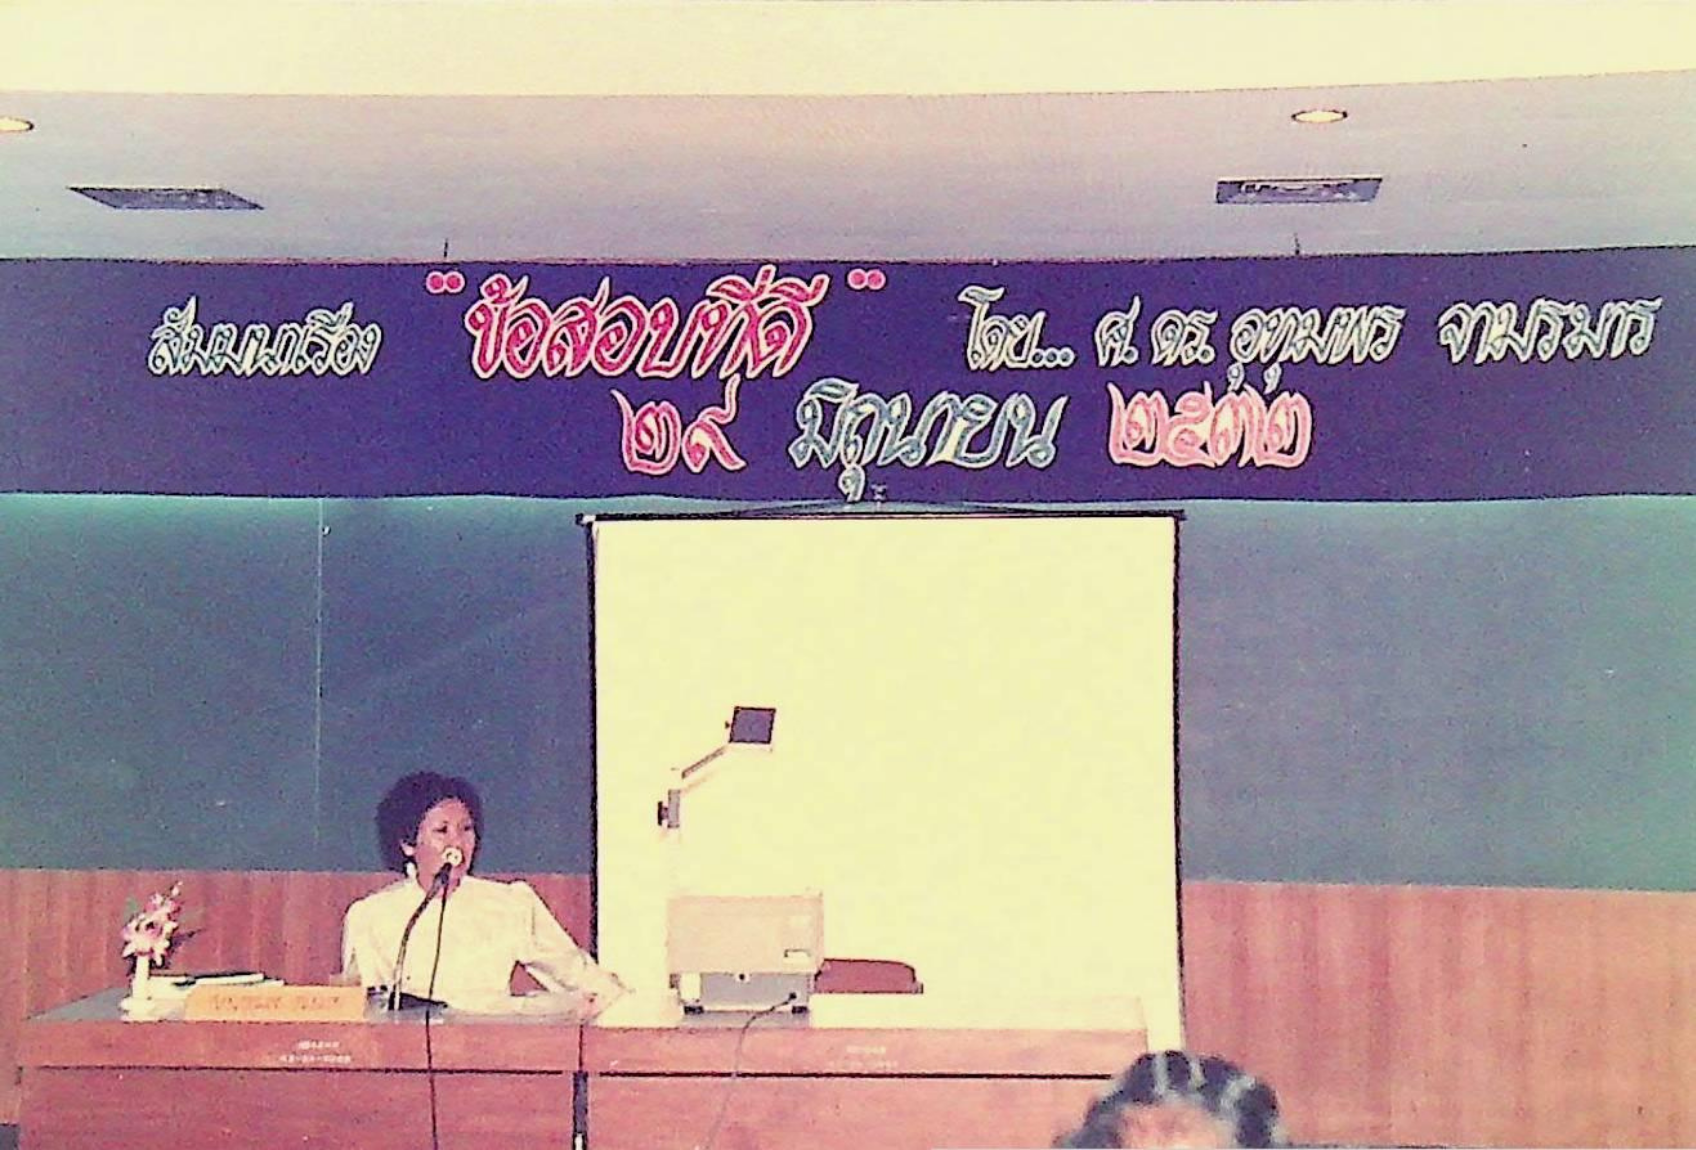 สัมมนาเรื่อง "ข้อสอบที่ดี" โดย... ศ. ดร. อุทุมพร จามรมาร
๒๙ มิถุนายน ๒๕๓๒